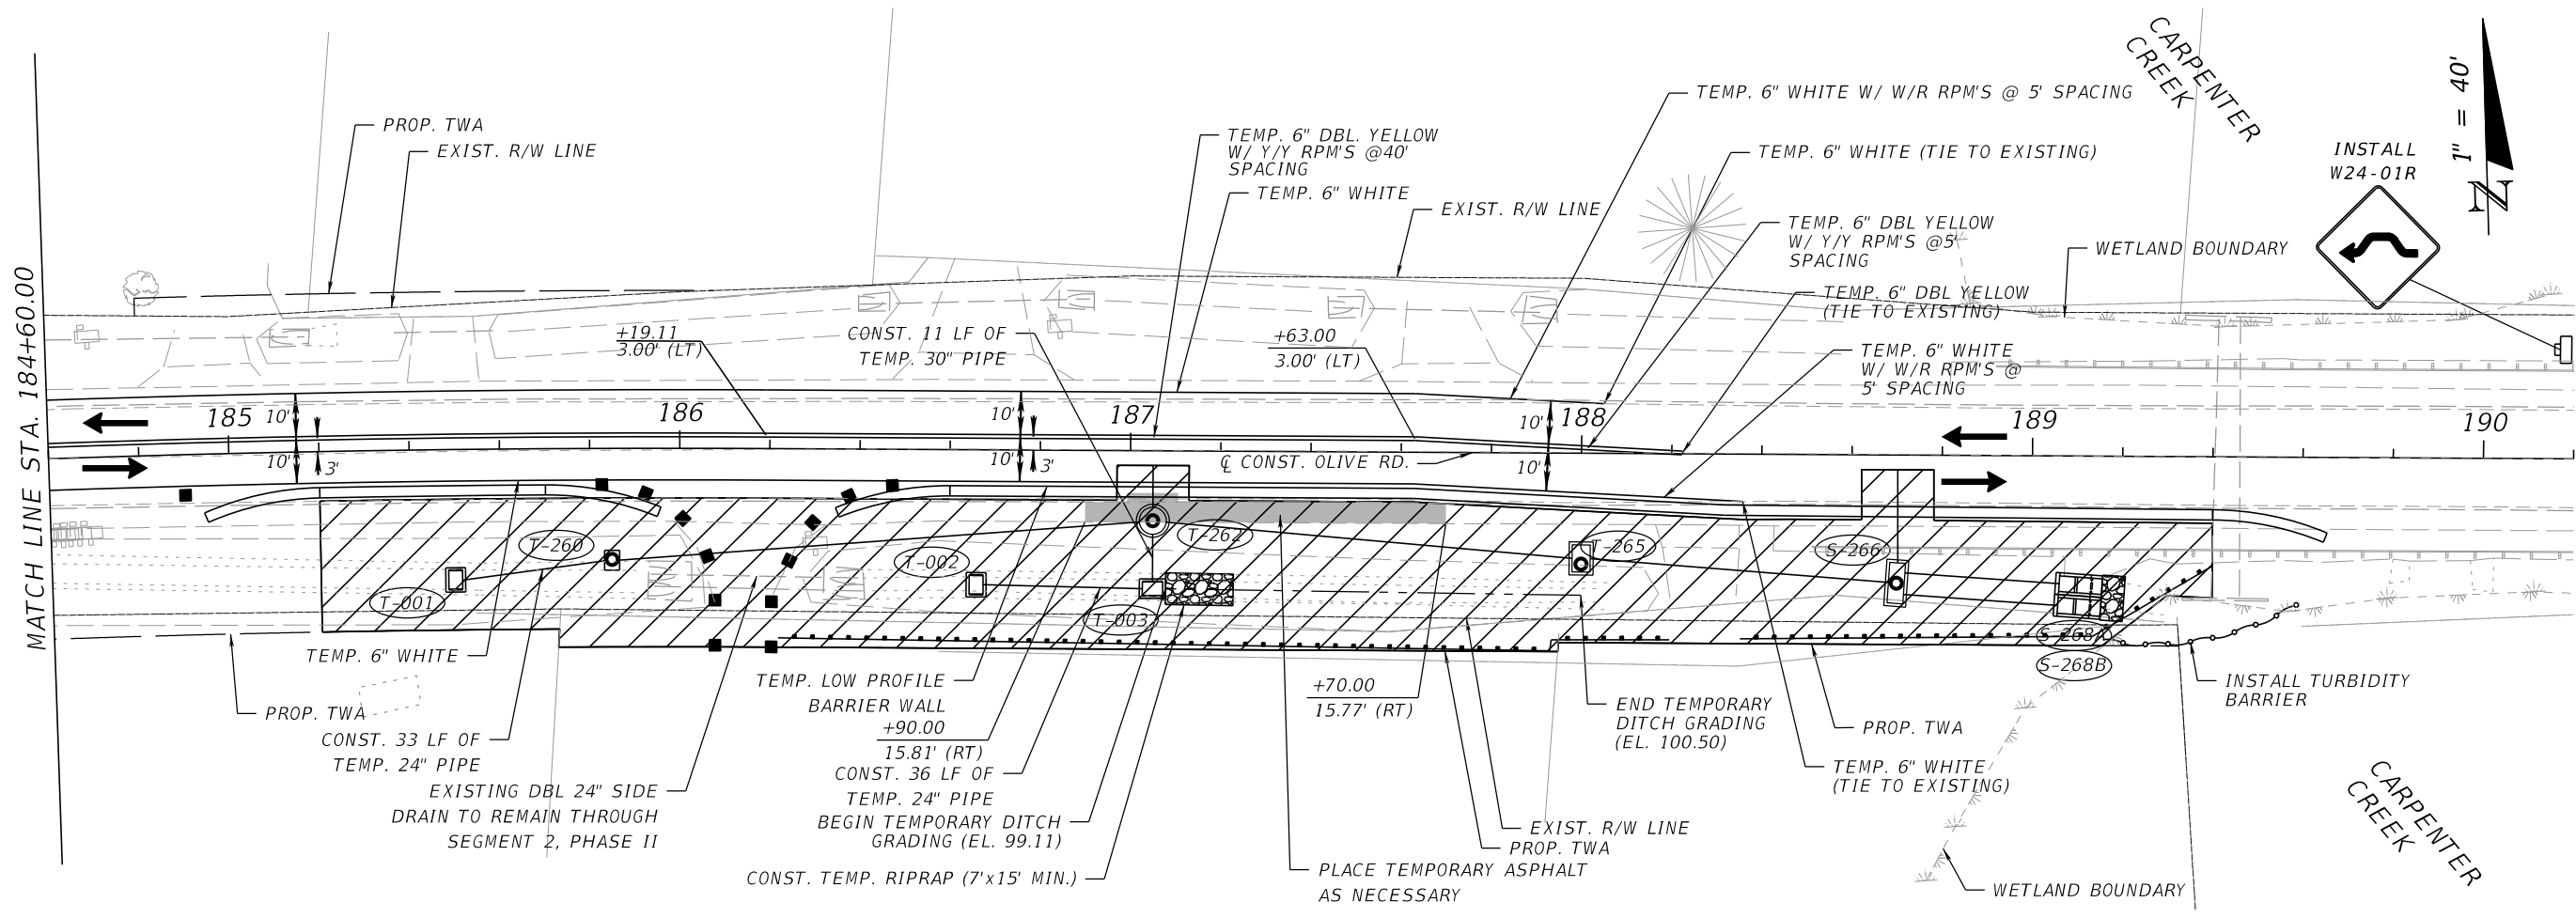 MATCH LINE STA. 184+60.00
PROP. TWA
EXIST. R/W LINE
TEMP. 6" DBL. YELLOW
W/ Y/Y RPM'S @40'
SPACING
TEMP. 6" WHITE
EXIST. R/W LINE
TEMP. 6" WHITE W/ W/R RPM'S @ 5' SPACING
TEMP. 6" WHITE (TIE TO EXISTING)
TEMP. 6" DBL YELLOW
W/ Y/Y RPM'S @5'
SPACING
TEMP. 6" DBL YELLOW
(TIE TO EXISTING)
TEMP. 6" WHITE
W/ W/R RPM'S @
5' SPACING
WETLAND BOUNDARY
CARPENTER
CREEK
INSTALL
W24-01R
1" = 40'
N
+19.11
3.00' (LT)
CONST. 11 LF OF
TEMP. 30" PIPE
+63.00
3.00' (LT)
185
186
187
188
189
190
10'
10'
3'
10'
10'
3'
10'
10'
℄ CONST. OLIVE RD.
T-260
T-001
T-002
T-003
T-262
T-265
S-266
S-268A
S-268B
TEMP. 6" WHITE
PROP. TWA
CONST. 33 LF OF
TEMP. 24" PIPE
EXISTING DBL 24" SIDE
DRAIN TO REMAIN THROUGH
SEGMENT 2, PHASE II
TEMP. LOW PROFILE
BARRIER WALL
+90.00
15.81' (RT)
CONST. 36 LF OF
TEMP. 24" PIPE
BEGIN TEMPORARY DITCH
GRADING (EL. 99.11)
CONST. TEMP. RIPRAP (7'x15' MIN.)
+70.00
15.77' (RT)
PLACE TEMPORARY ASPHALT
AS NECESSARY
EXIST. R/W LINE
PROP. TWA
END TEMPORARY
DITCH GRADING
(EL. 100.50)
PROP. TWA
TEMP. 6" WHITE
(TIE TO EXISTING)
INSTALL TURBIDITY
BARRIER
WETLAND BOUNDARY
CARPENTER
CREEK